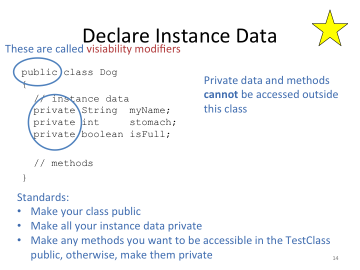 Declare Instance Data
These are called visiability modifiers
public class Dog
{
// instance data
private String myName;
private int stomach;
private boolean isFull;
// methods
}
Private data and methods
cannot be accessed outside
this class
Standards:
• Make your class public
• Make all your instance data private
• Make any methods you want to be accessible in the TestClass
public, otherwise, make them private
14